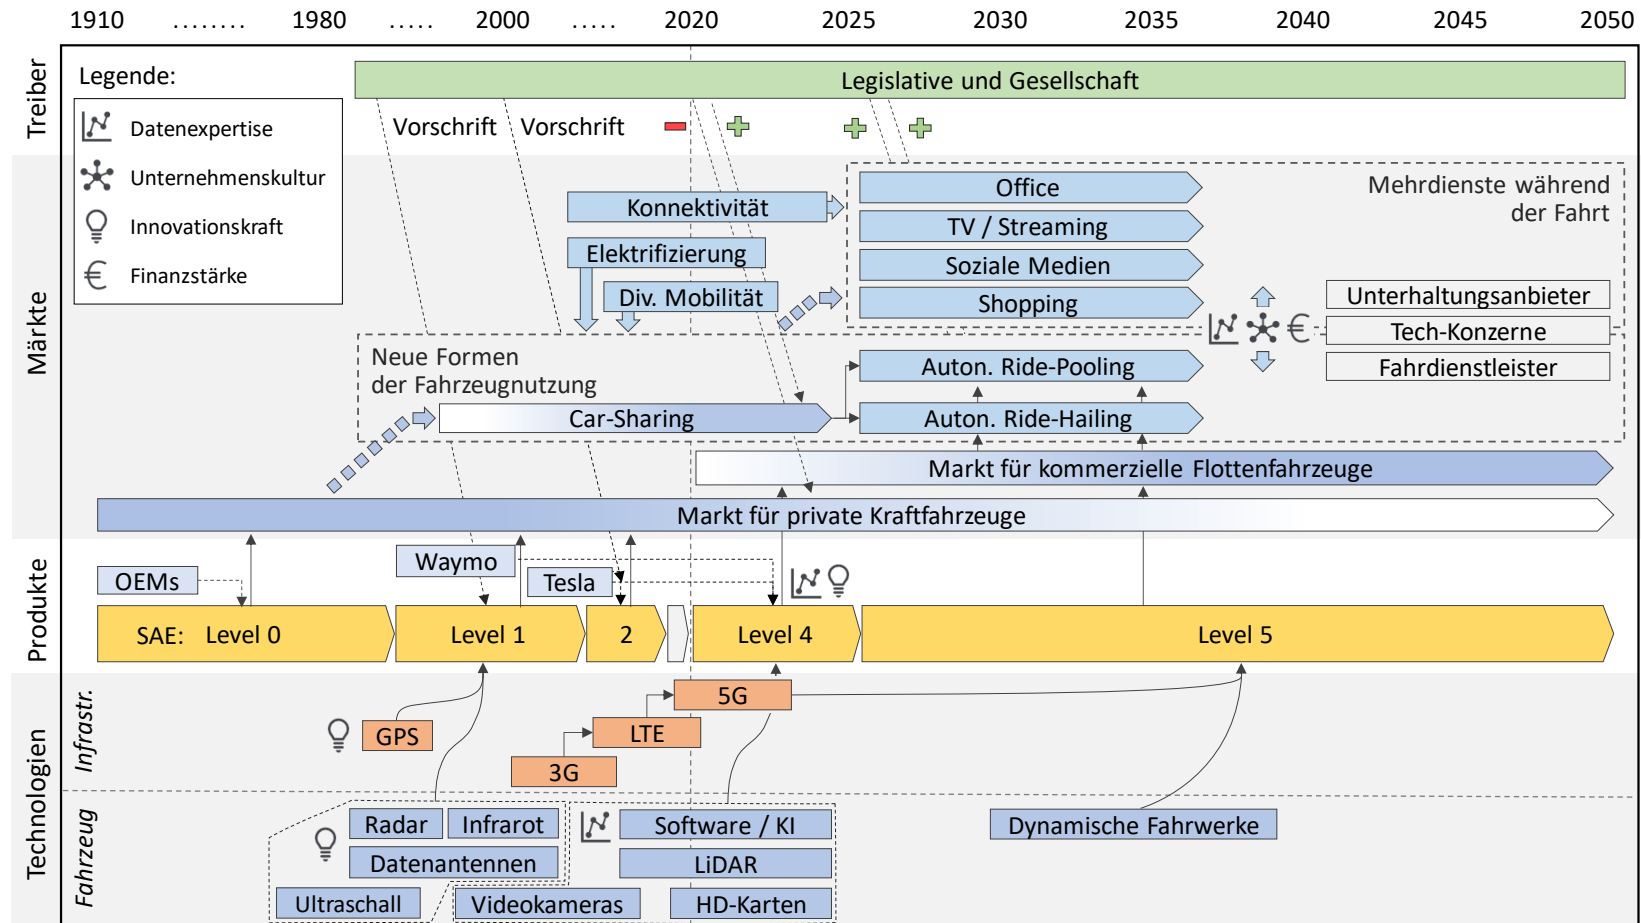 1910 ........ 1980 ..... 2000 ..... 2020 2025 2030 2035 2040 2045 2050
Treiber
Legende:
Datenexpertise
Unternehmenskultur
Innovationskraft
Finanzstärke
Legislative und Gesellschaft
Vorschrift Vorschrift
Märkte
Konnektivität
Elektrifizierung
Div. Mobilität
Office
TV / Streaming
Soziale Medien
Shopping
Mehrdienste während
der Fahrt
Unterhaltungsanbieter
Tech-Konzerne
Fahrdienstleister
Neue Formen
der Fahrzeugnutzung
Car-Sharing
Auton. Ride-Pooling
Auton. Ride-Hailing
Markt für kommerzielle Flottenfahrzeuge
Markt für private Kraftfahrzeuge
Produkte
OEMs
Waymo
Tesla
SAE: Level 0
Level 1
2
Level 4
Level 5
Technologien
Infrastr.
GPS
5G
LTE
3G
Fahrzeug
Radar
Infrarot
Datenantennen
Ultraschall
Software / KI
LiDAR
Videokameras
HD-Karten
Dynamische Fahrwerke